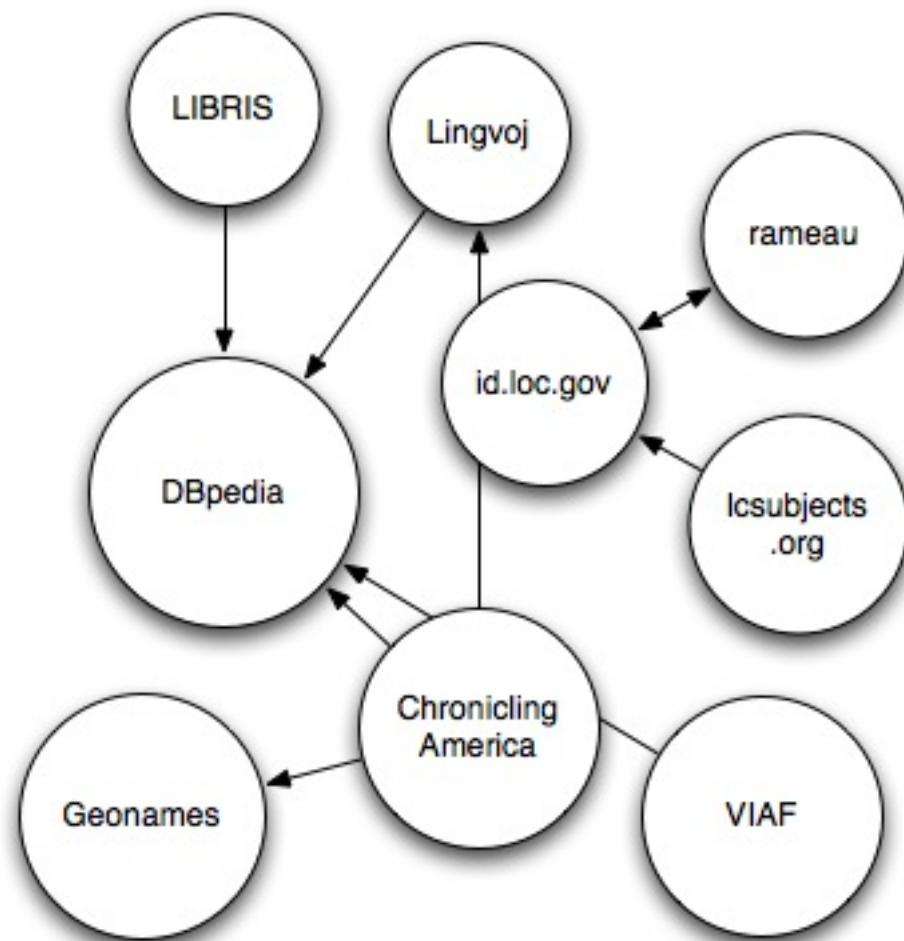 LIBRIS
Lingvoj
rameau
id.loc.gov
DBpedia
lcsubjects
.org
Chronicling
America
Geonames
VIAF